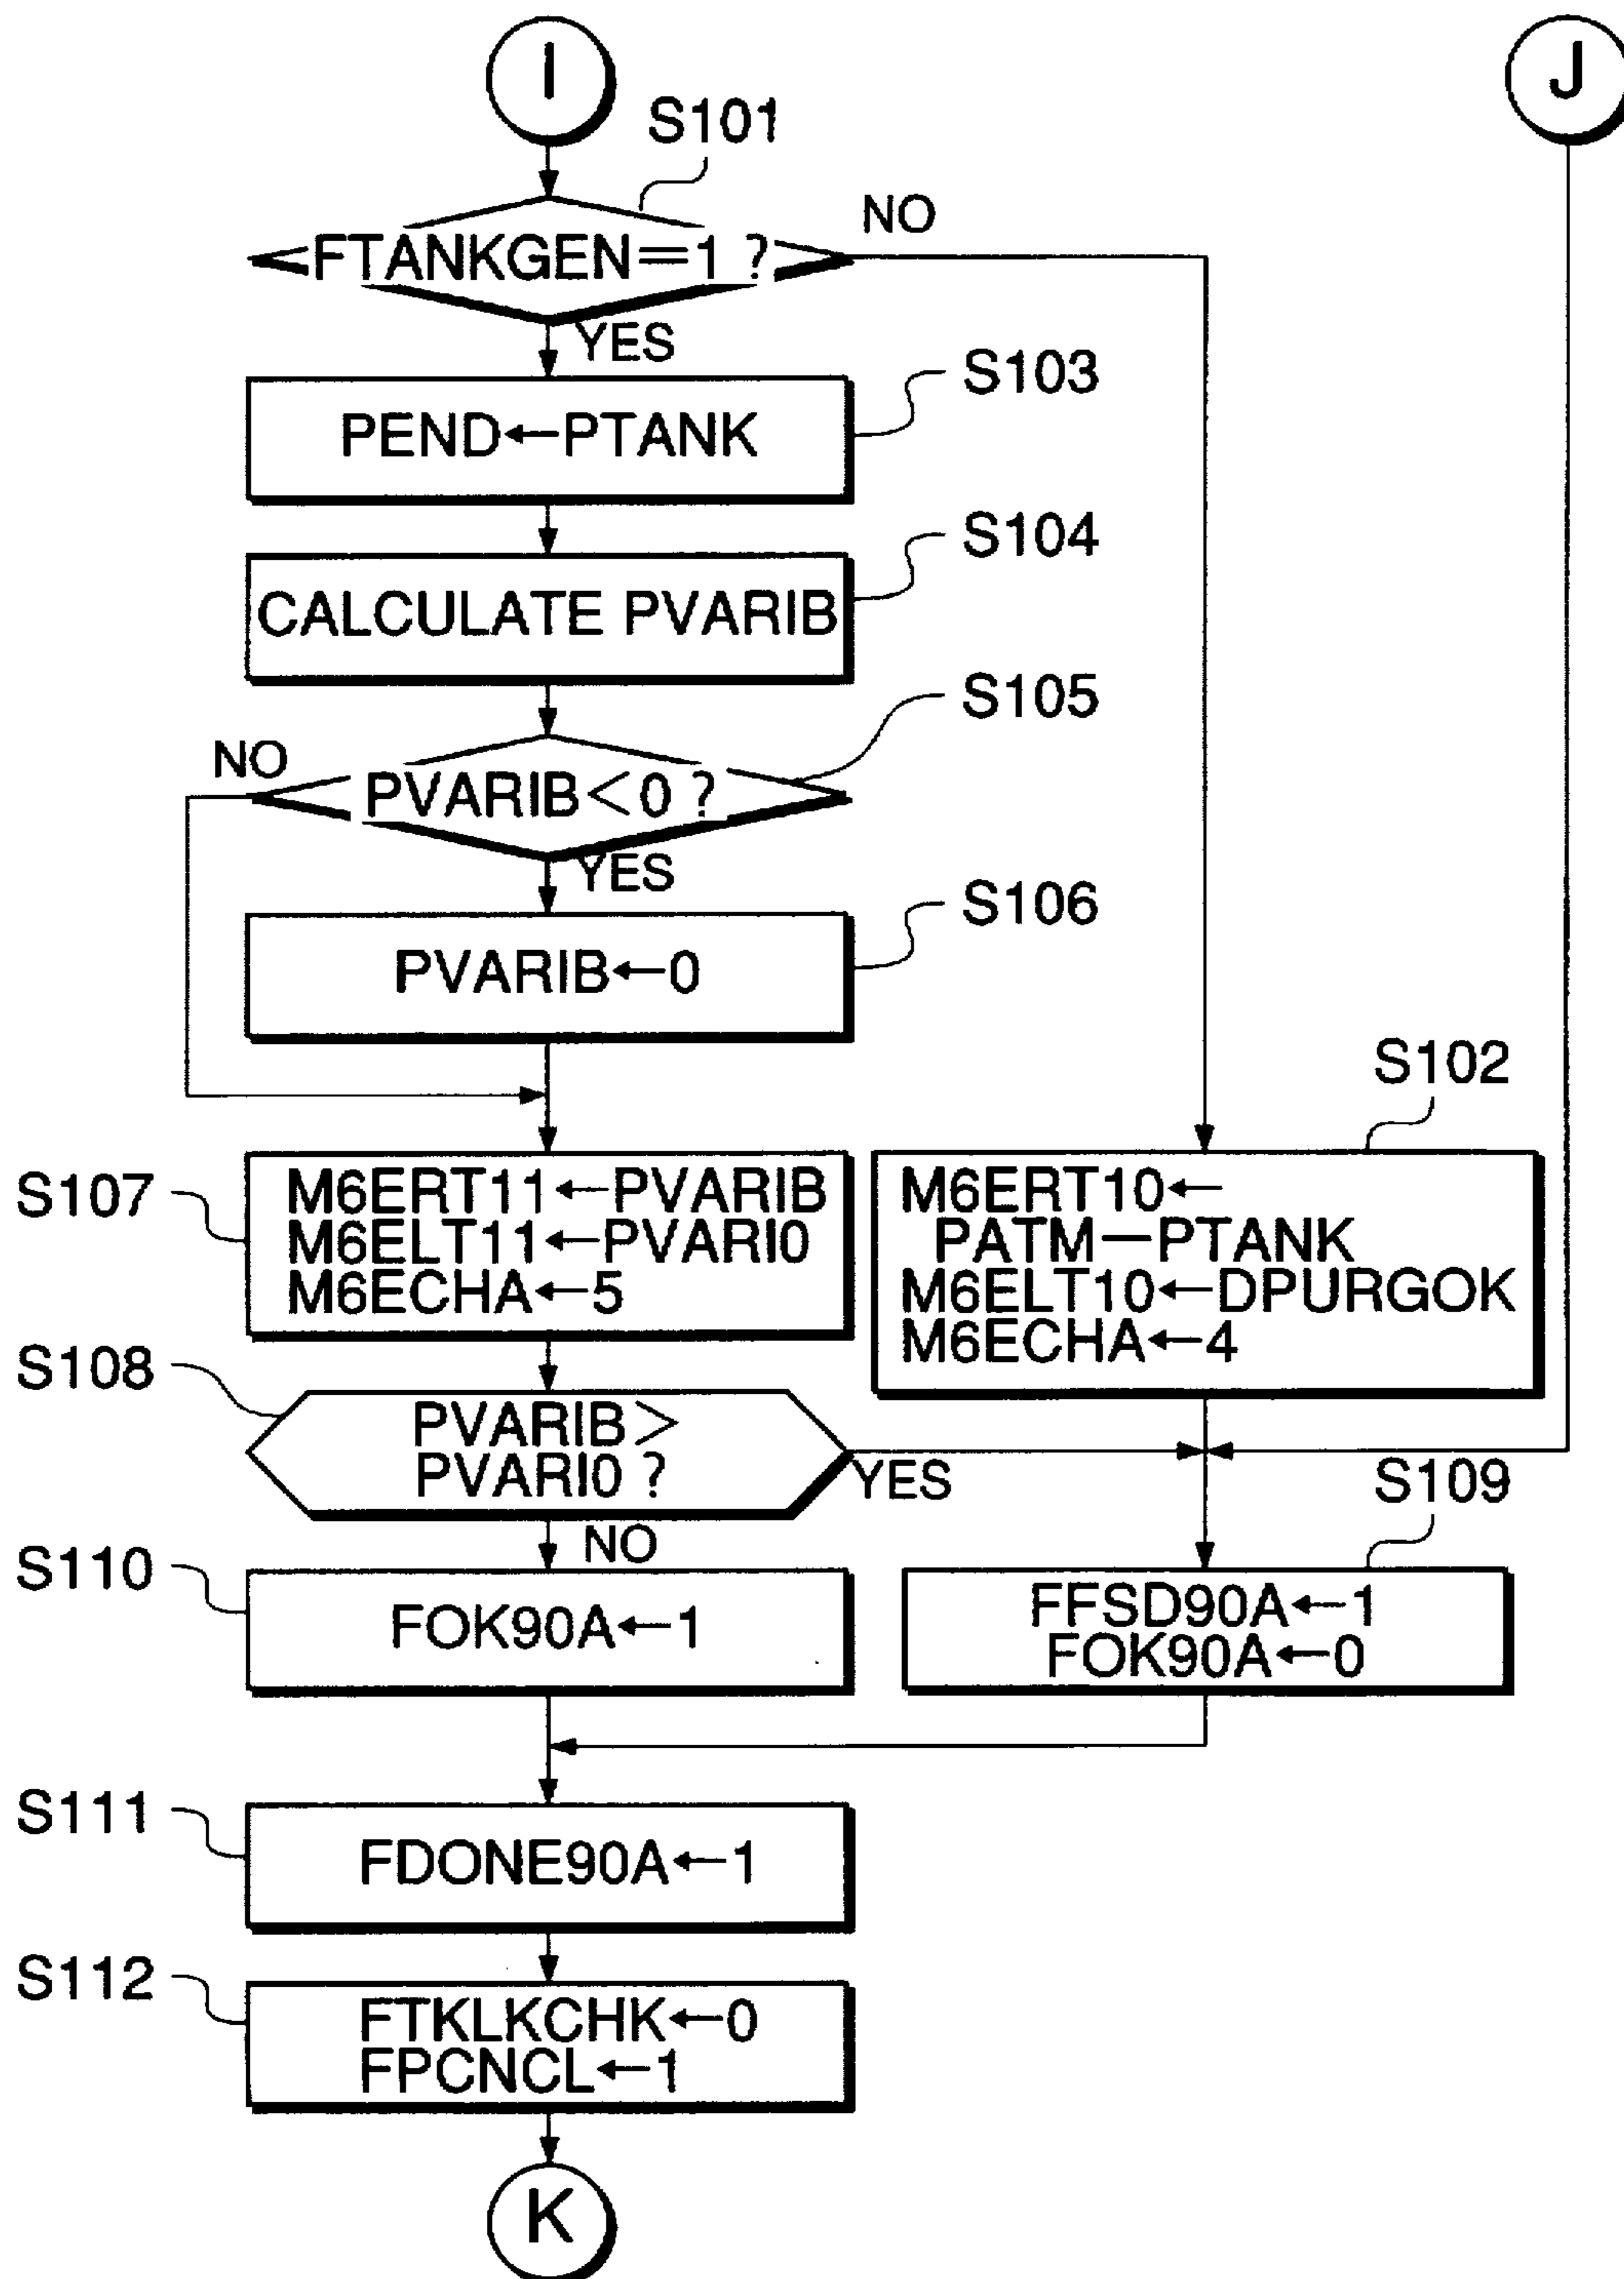 I
J
S101
FTANKGEN=1 ?
NO
YES
S103
PEND←PTANK
S104
CALCULATE PVARIB
S105
NO
PVARIB<0 ?
YES
S106
PVARIB←0
S102
S107
M6ERT11←PVARIB
M6ELT11←PVARI0
M6ECHA←5
M6ERT10←
PATM−PTANK
M6ELT10←DPURGOK
M6ECHA←4
S108
PVARIB>
PVARI0 ?
YES
NO
S109
S110
FOK90A←1
FFSD90A←1
FOK90A←0
S111
FDONE90A←1
S112
FTKLKCHK←0
FPCNCL←1
K